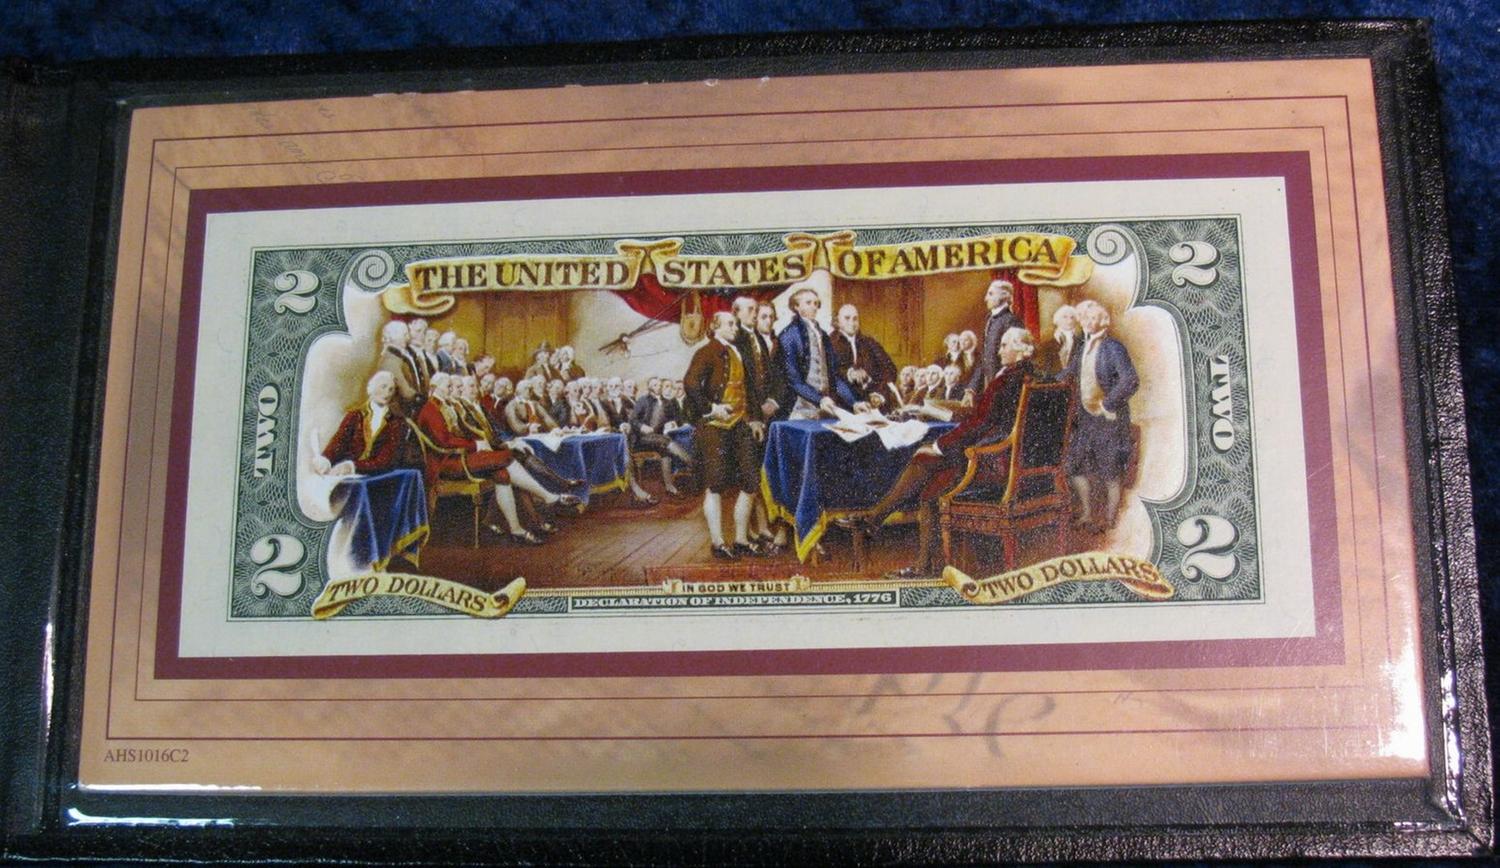 THE UNITED STATES OF AMERICA
2
2
TWO
TWO
2
2
TWO DOLLARS
IN GOD WE TRUST
TWO DOLLARS
DECLARATION OF INDEPENDENCE, 1776
AHS1016C2